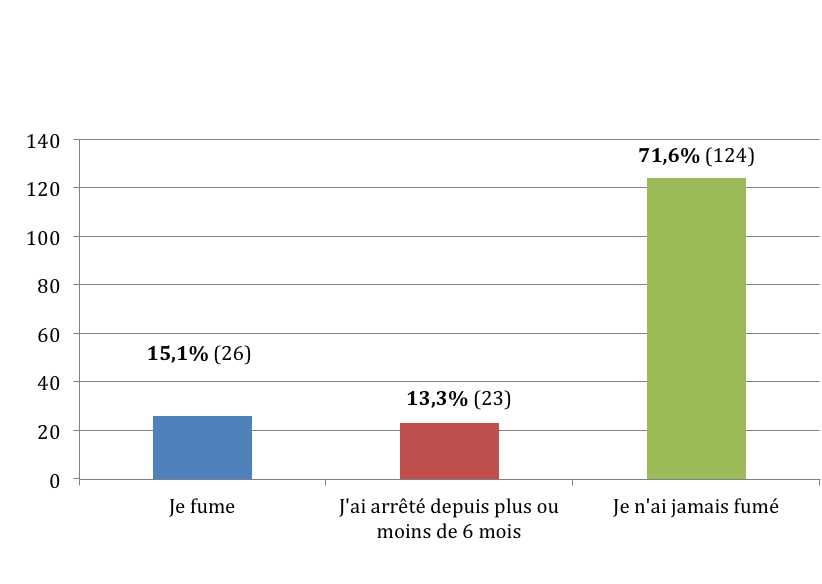 140
120
100
80
60
40
20
0
71,6% (124)
15,1% (26)
13,3% (23)
Je fume
J'ai arrêté depuis plus ou
moins de 6 mois
Je n'ai jamais fumé